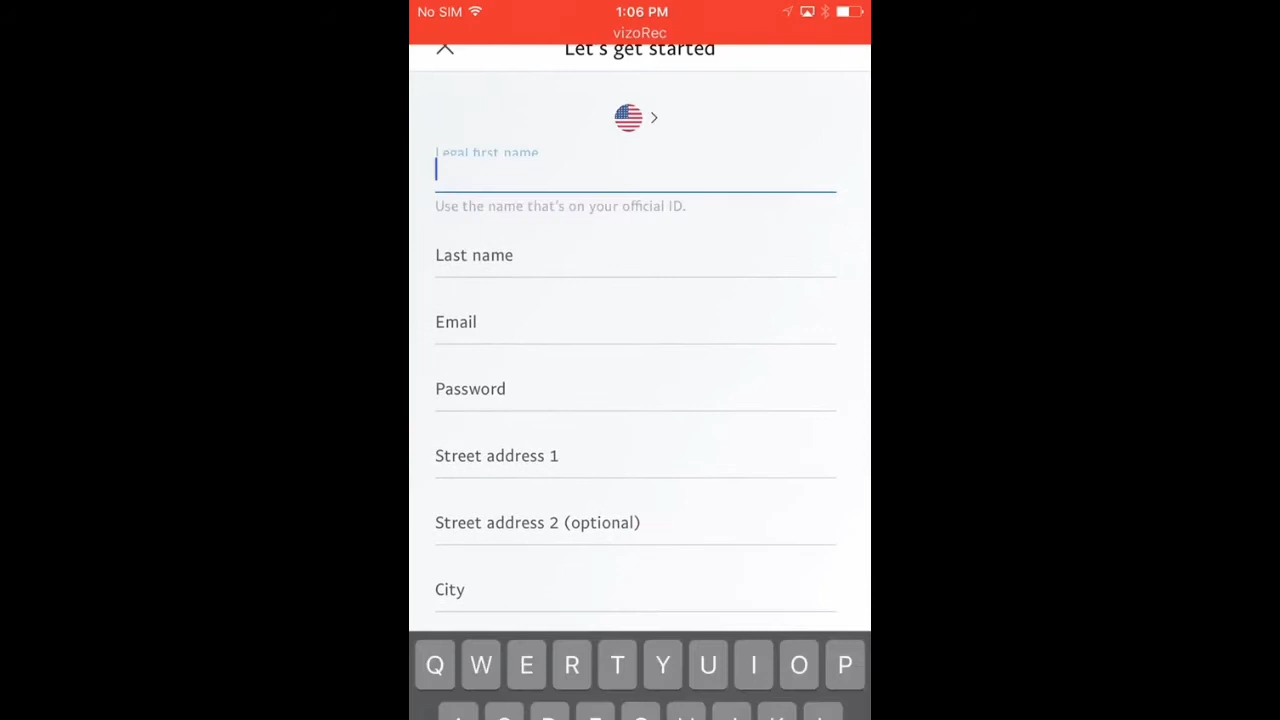 No SIM 1:06 PM
vizoRec
Let's get started
Legal first name
Use the name that's on your official ID.
Last name
Email
Password
Street address 1
Street address 2 (optional)
City
Q W E R T Y U I O P